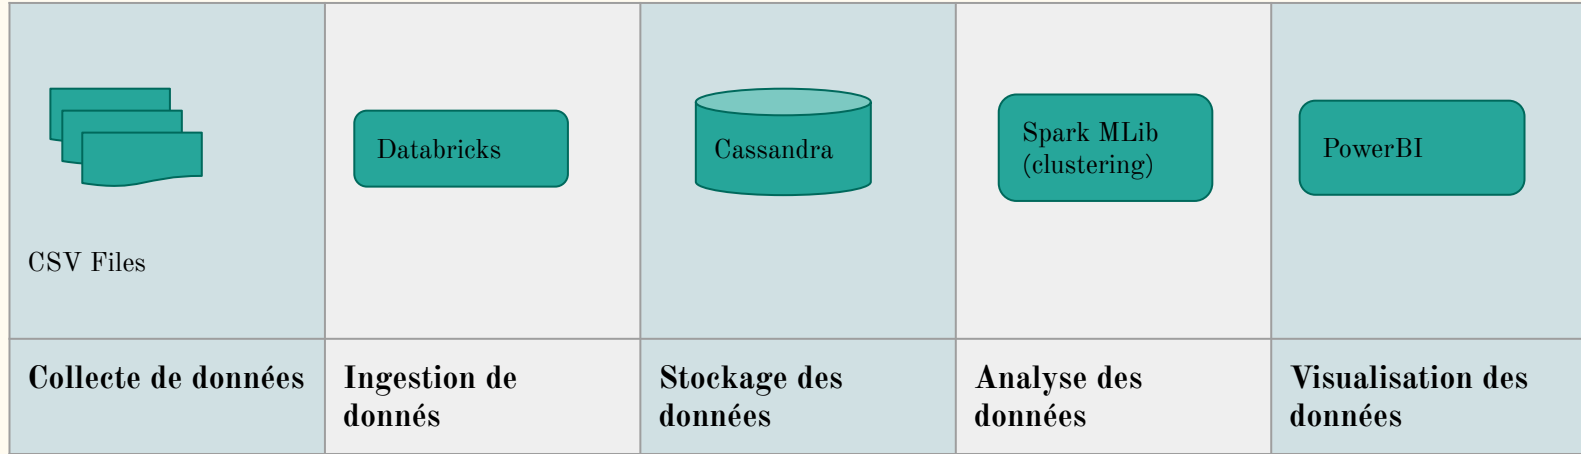 CSV Files
Databricks
Cassandra
Spark MLib
(clustering)
PowerBI
Collecte de données
Ingestion de
donnés
Stockage des
données
Analyse des
données
Visualisation des
données